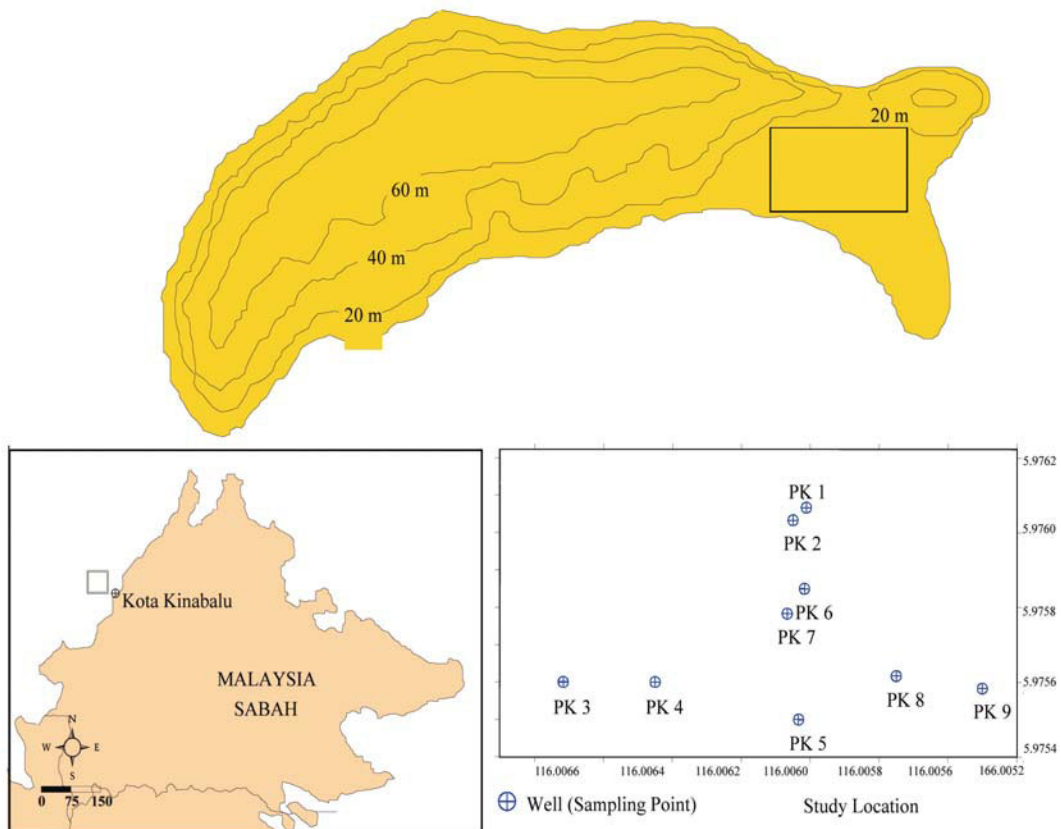 20 m
60 m
40 m
20 m
Kota Kinabalu
MALAYSIA
SABAH
N
W E
S
0 75 150
5.9762
PK 1
5.9760
PK 2
5.9758
PK 6
PK 7
5.9756
PK 3
PK 4
PK 8
PK 9
PK 5
5.9754
116.0066 116.0064 116.0062 116.0060 116.0058 116.0056 166.0052
Well (Sampling Point) Study Location